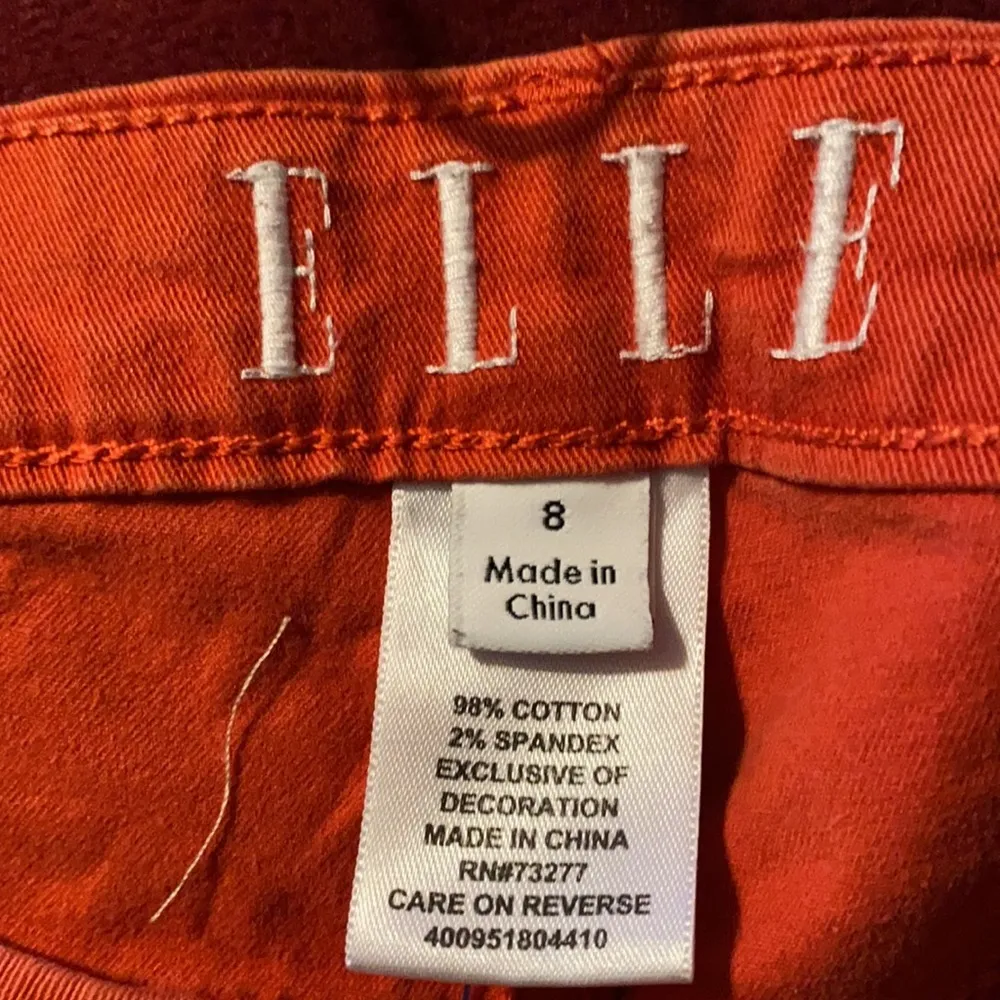 ELLE
8
Made in
China
98% COTTON
2% SPANDEX
EXCLUSIVE OF
DECORATION
MADE IN CHINA
RN#73277
CARE ON REVERSE
400951804410